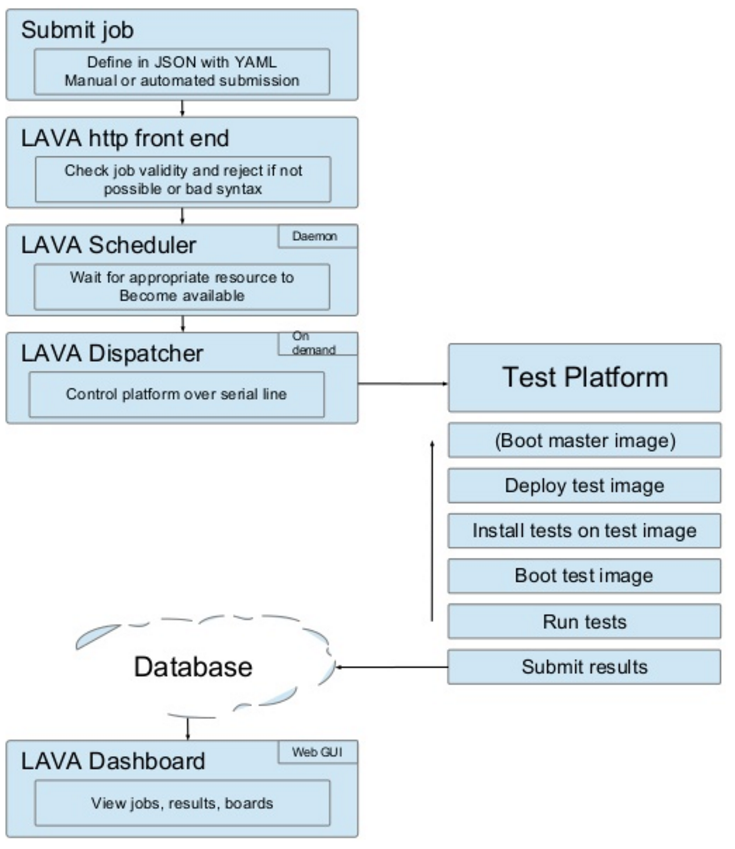 Submit job
Define in JSON with YAML
Manual or automated submission
LAVA http front end
Check job validity and reject if not
possible or bad syntax
LAVA Scheduler
Daemon
Wait for appropriate resource to
Become available
LAVA Dispatcher
On
demand
Control platform over serial line
Test Platform
(Boot master image)
Deploy test image
Install tests on test image
Boot test image
Run tests
Submit results
Database
LAVA Dashboard
Web GUI
View jobs, results, boards